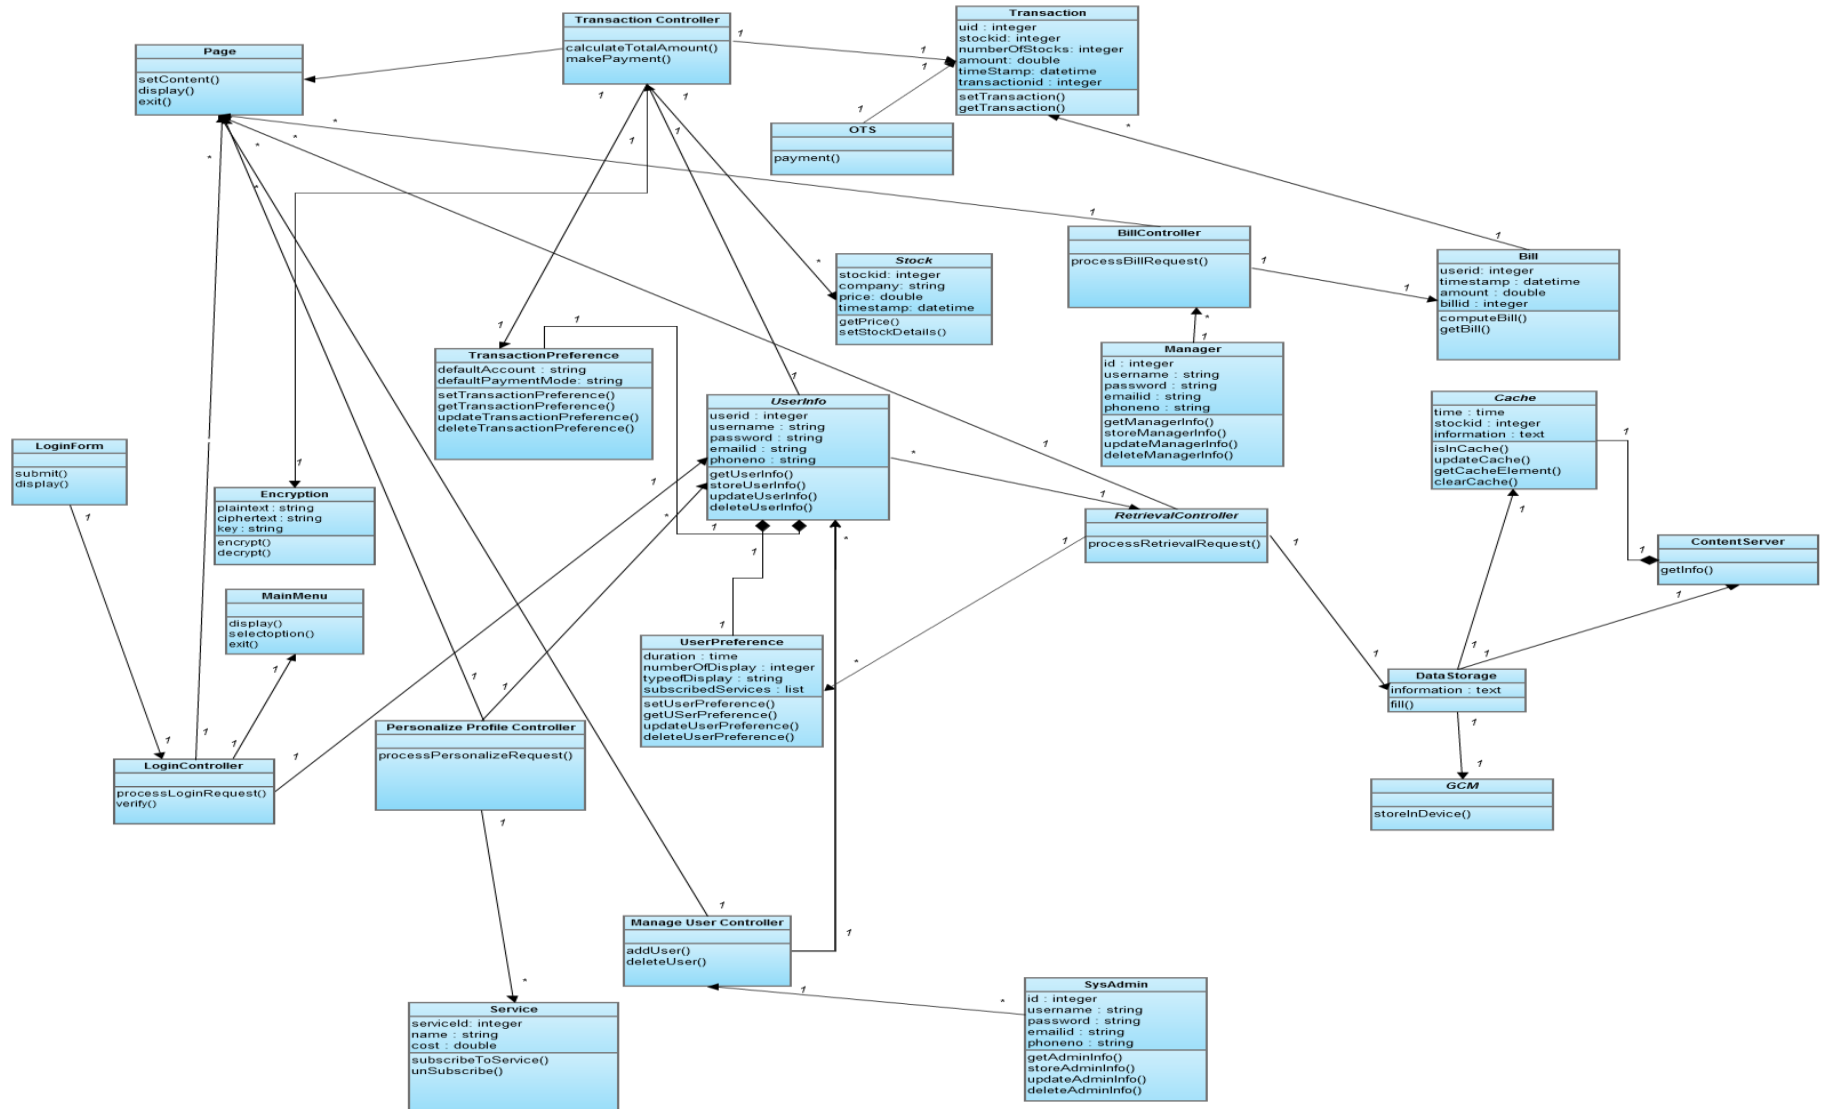 Transaction Controller
calculateTotalAmount()
makePayment()
Transaction
uid : integer
stockid: integer
numberOfStocks: integer
amount: double
timeStamp: datetime
transactionid : integer
setTransaction()
getTransaction()
Page
setContent()
display()
exit()
OTS
payment()
BillController
processBillRequest()
Bill
userid: integer
timestamp : datetime
amount : double
billid : integer
computeBill()
getBill()
Stock
stockid: integer
company: string
price: double
timestamp: datetime
getPrice()
setStockDetails()
TransactionPreference
defaultAccount : string
defaultPaymentMode: string
setTransactionPreference()
getTransactionPreference()
updateTransactionPreference()
deleteTransactionPreference()
Manager
id : integer
username : string
password : string
emailid : string
phoneno : string
getManagerInfo()
storeManagerInfo()
updateManagerInfo()
deleteManagerInfo()
UserInfo
userid : integer
username : string
password : string
emailid : string
phoneno : string
getUserInfo()
storeUserInfo()
updateUserInfo()
deleteUserInfo()
Cache
time : time
stockid : integer
information : text
isInCache()
updateCache()
getCacheElement()
clearCache()
LoginForm
submit()
display()
Encryption
plaintext : string
ciphertext : string
key : string
encrypt()
decrypt()
RetrievalController
processRetrievalRequest()
ContentServer
getInfo()
MainMenu
display()
selectoption()
exit()
UserPreference
duration : time
numberOfDisplay : integer
typeofDisplay : string
subscribedServices : list
setUserPreference()
getUSerPreference()
updateUserPreference()
deleteUserPreference()
DataStorage
information : text
fill()
Personalize Profile Controller
processPersonalizeRequest()
LoginController
processLoginRequest()
verify()
GCM
storeInDevice()
Manage User Controller
addUser()
deleteUser()
Service
serviceId: integer
name : string
cost : double
subscribeToService()
unSubscribe()
SysAdmin
id : integer
username : string
password : string
emailid : string
phoneno : string
getAdminInfo()
storeAdminInfo()
updateAdminInfo()
deleteAdminInfo()